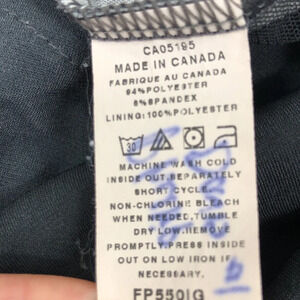 CA05195
MADE IN CANADA
FABRIQUE AU CANADA
94%POLYESTER
6%SPANDEX
LINING:100%POLYESTER
30
MACHINE WASH COLD
INSIDE OUT SEPARATELY
SHORT CYCLE.
NON-CHLORINE BLEACH
WHEN NEEDED,TUMBLE
DRY LOW.REMOVE
PROMPTLY.PRESS INSIDE
OUT ON LOW IRON IF
NECESSARY.
FP5501G